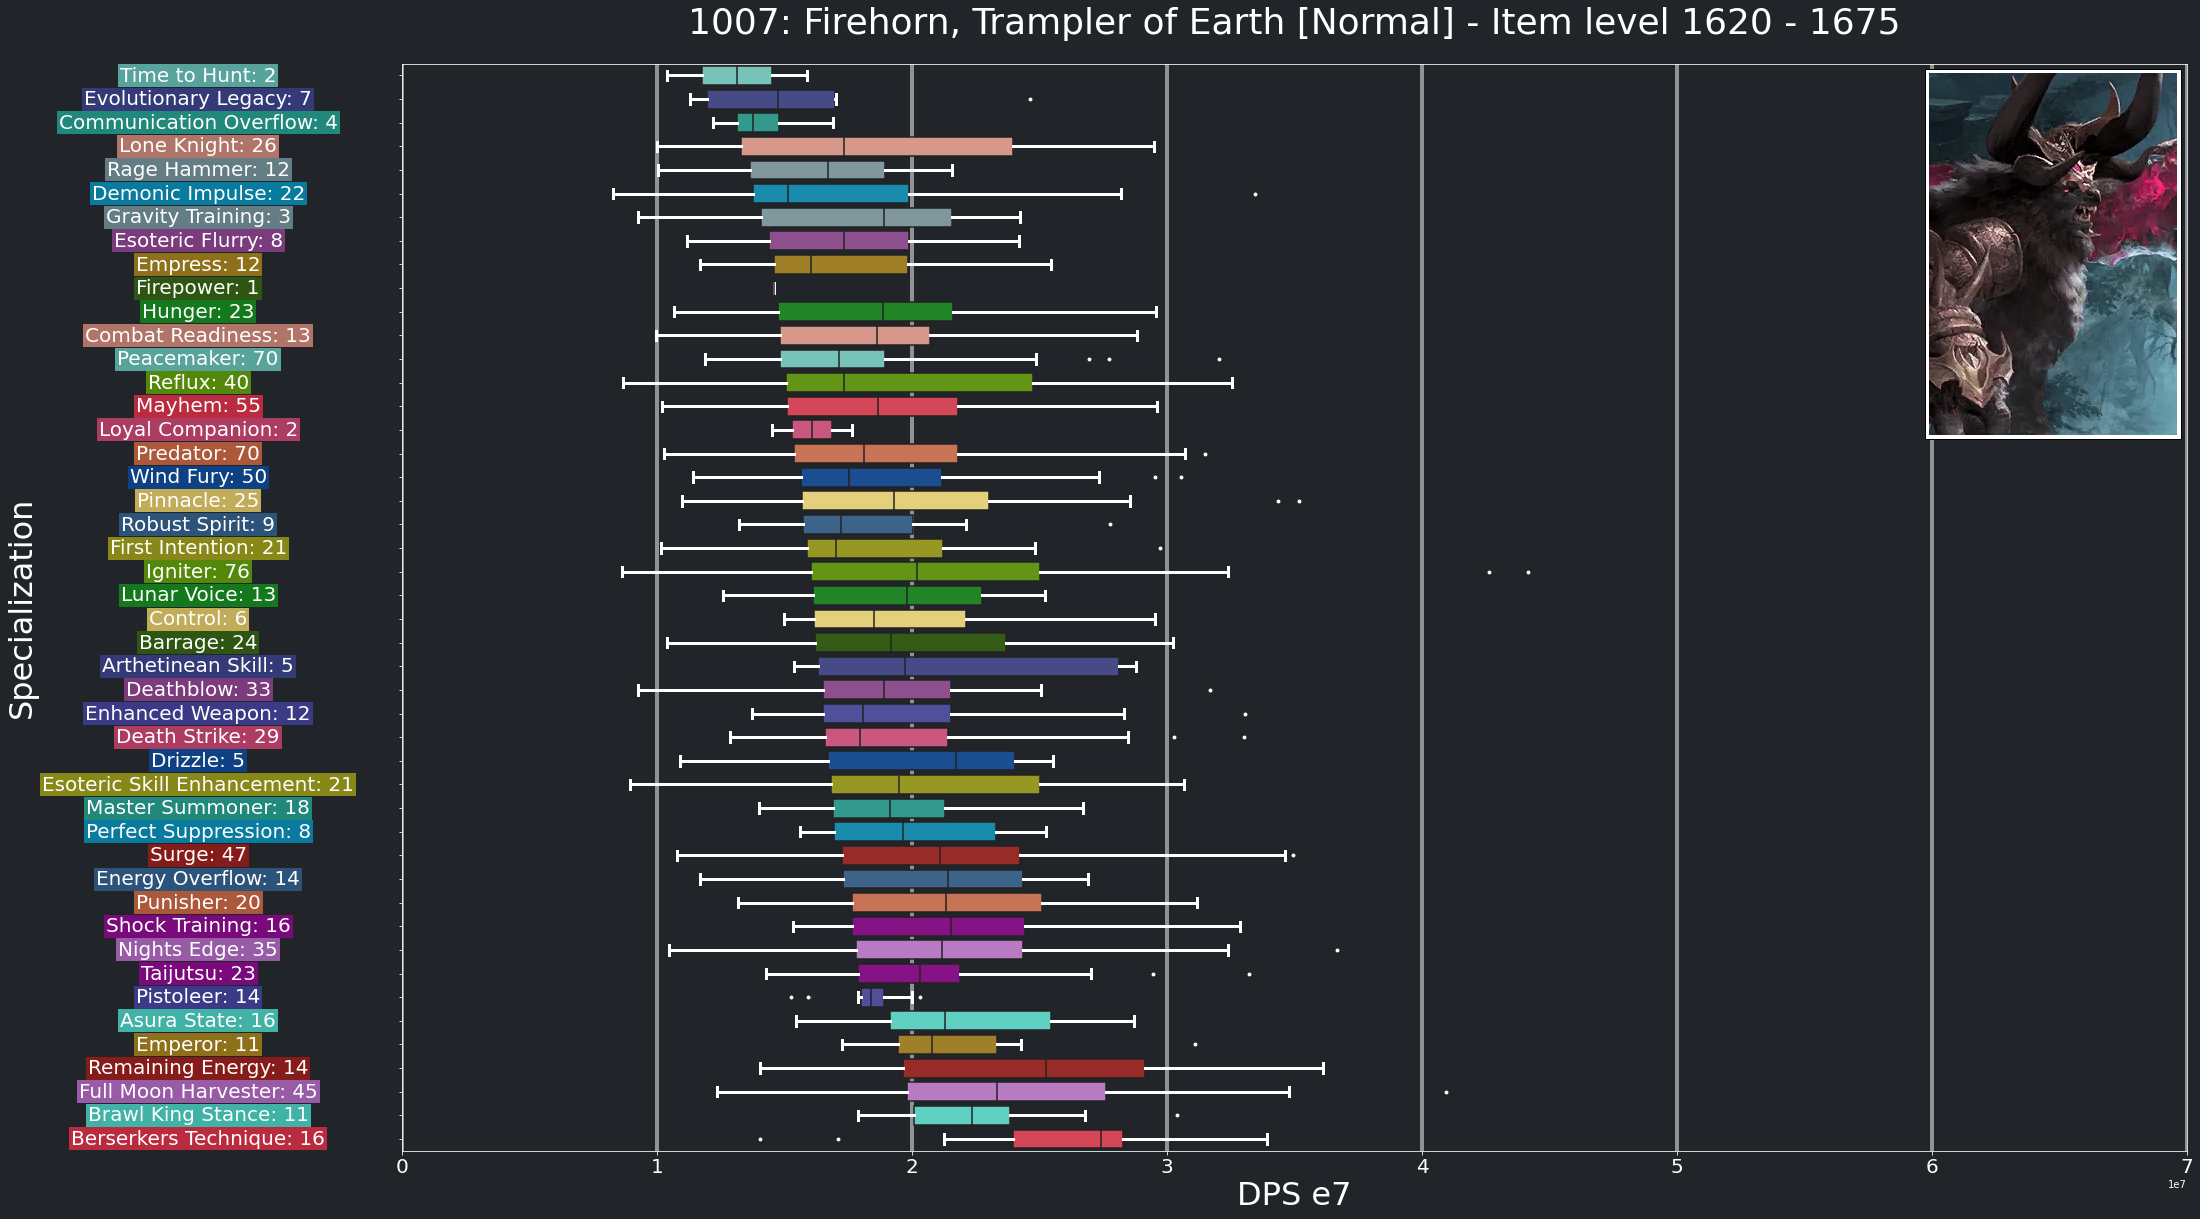 1007: Firehorn, Trampler of Earth [Normal] - Item level 1620 - 1675
Specialization
Time to Hunt: 2
Evolutionary Legacy: 7
Communication Overflow: 4
Lone Knight: 26
Rage Hammer: 12
Demonic Impulse: 22
Gravity Training: 3
Esoteric Flurry: 8
Empress: 12
Firepower: 1
Hunger: 23
Combat Readiness: 13
Peacemaker: 70
Reflux: 40
Mayhem: 55
Loyal Companion: 2
Predator: 70
Wind Fury: 50
Pinnacle: 25
Robust Spirit: 9
First Intention: 21
Igniter: 76
Lunar Voice: 13
Control: 6
Barrage: 24
Arthetinean Skill: 5
Deathblow: 33
Enhanced Weapon: 12
Death Strike: 29
Drizzle: 5
Esoteric Skill Enhancement: 21
Master Summoner: 18
Perfect Suppression: 8
Surge: 47
Energy Overflow: 14
Punisher: 20
Shock Training: 16
Nights Edge: 35
Taijutsu: 23
Pistoleer: 14
Asura State: 16
Emperor: 11
Remaining Energy: 14
Full Moon Harvester: 45
Brawl King Stance: 11
Berserkers Technique: 16
0 1 2 3 4 5 6 7
1e7
DPS e7